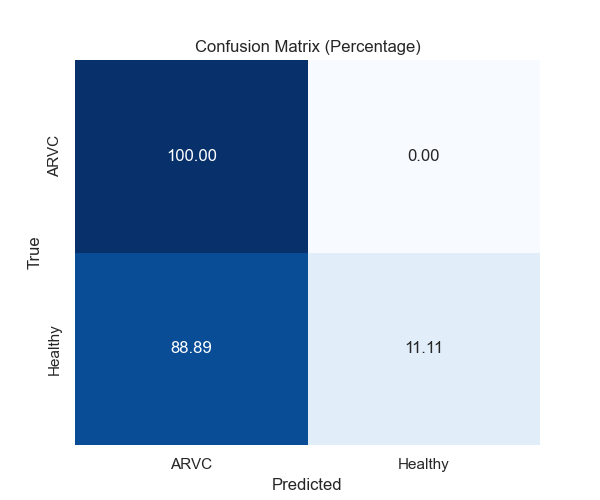 Confusion Matrix (Percentage)
True
ARVC
100.00
0.00
Healthy
88.89
11.11
ARVC
Healthy
Predicted